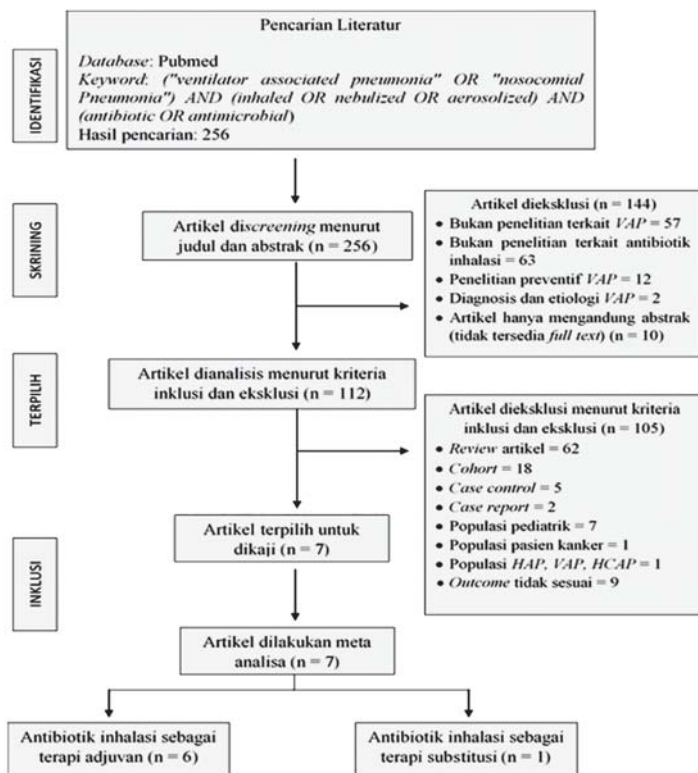 IDENTIFIKASI
Pencarian Literatur
Database: Pubmed
Keyword: ("ventilator associated pneumonia" OR "nosocomial
Pneumonia") AND (inhaled OR nebulized OR aerosolized) AND
(antibiotic OR antimicrobial)
Hasil pencarian: 256
SKRINING
Artikel discreening menurut
judul dan abstrak (n = 256)
Artikel dieksklusi (n = 144)
• Bukan penelitian terkait VAP = 57
• Bukan penelitian terkait antibiotik
inhalasi = 63
• Penelitian preventif VAP = 12
• Diagnosis dan etiologi VAP = 2
• Artikel hanya mengandung abstrak
(tidak tersedia full text) (n = 10)
TERPILIH
Artikel dianalisis menurut kriteria
inklusi dan eksklusi (n = 112)
Artikel dieksklusi menurut kriteria
inklusi dan eksklusi (n = 105)
• Review artikel = 62
• Cohort = 18
• Case control = 5
• Case report = 2
• Populasi pediatrik = 7
• Populasi pasien kanker = 1
• Populasi HAP, VAP, HCAP = 1
• Outcome tidak sesuai = 9
INKLUSI
Artikel terpilih untuk
dikaji (n = 7)
Artikel dilakukan meta
analisa (n = 7)
Antibiotik inhalasi sebagai
terapi adjuvan (n = 6)
Antibiotik inhalasi sebagai
terapi substitusi (n = 1)